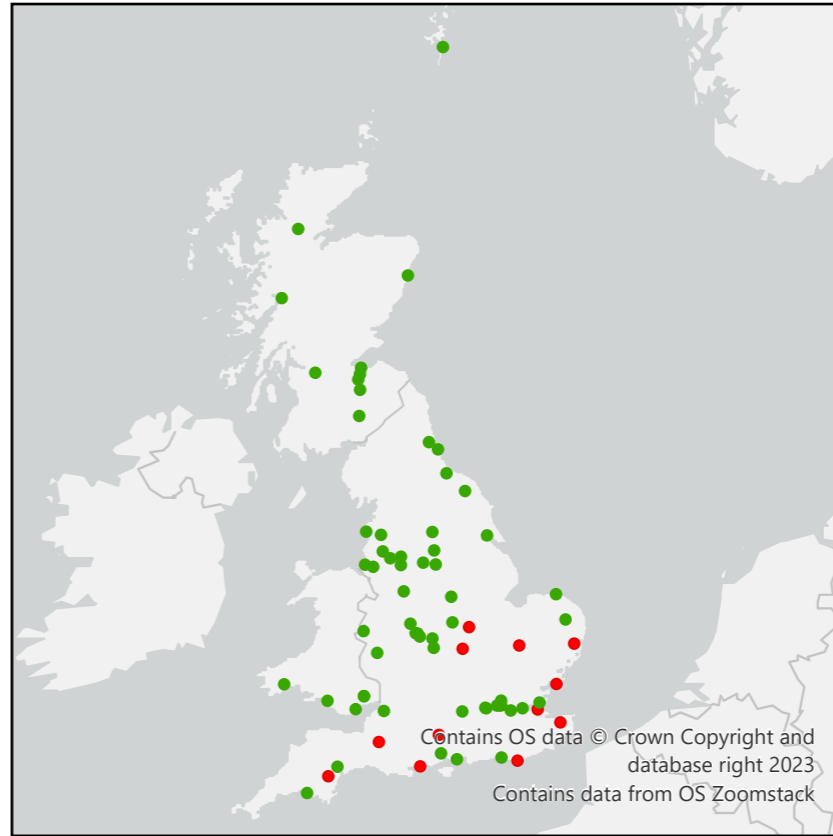 Contains OS data © Crown Copyright and
database right 2023
Contains data from OS Zoomstack